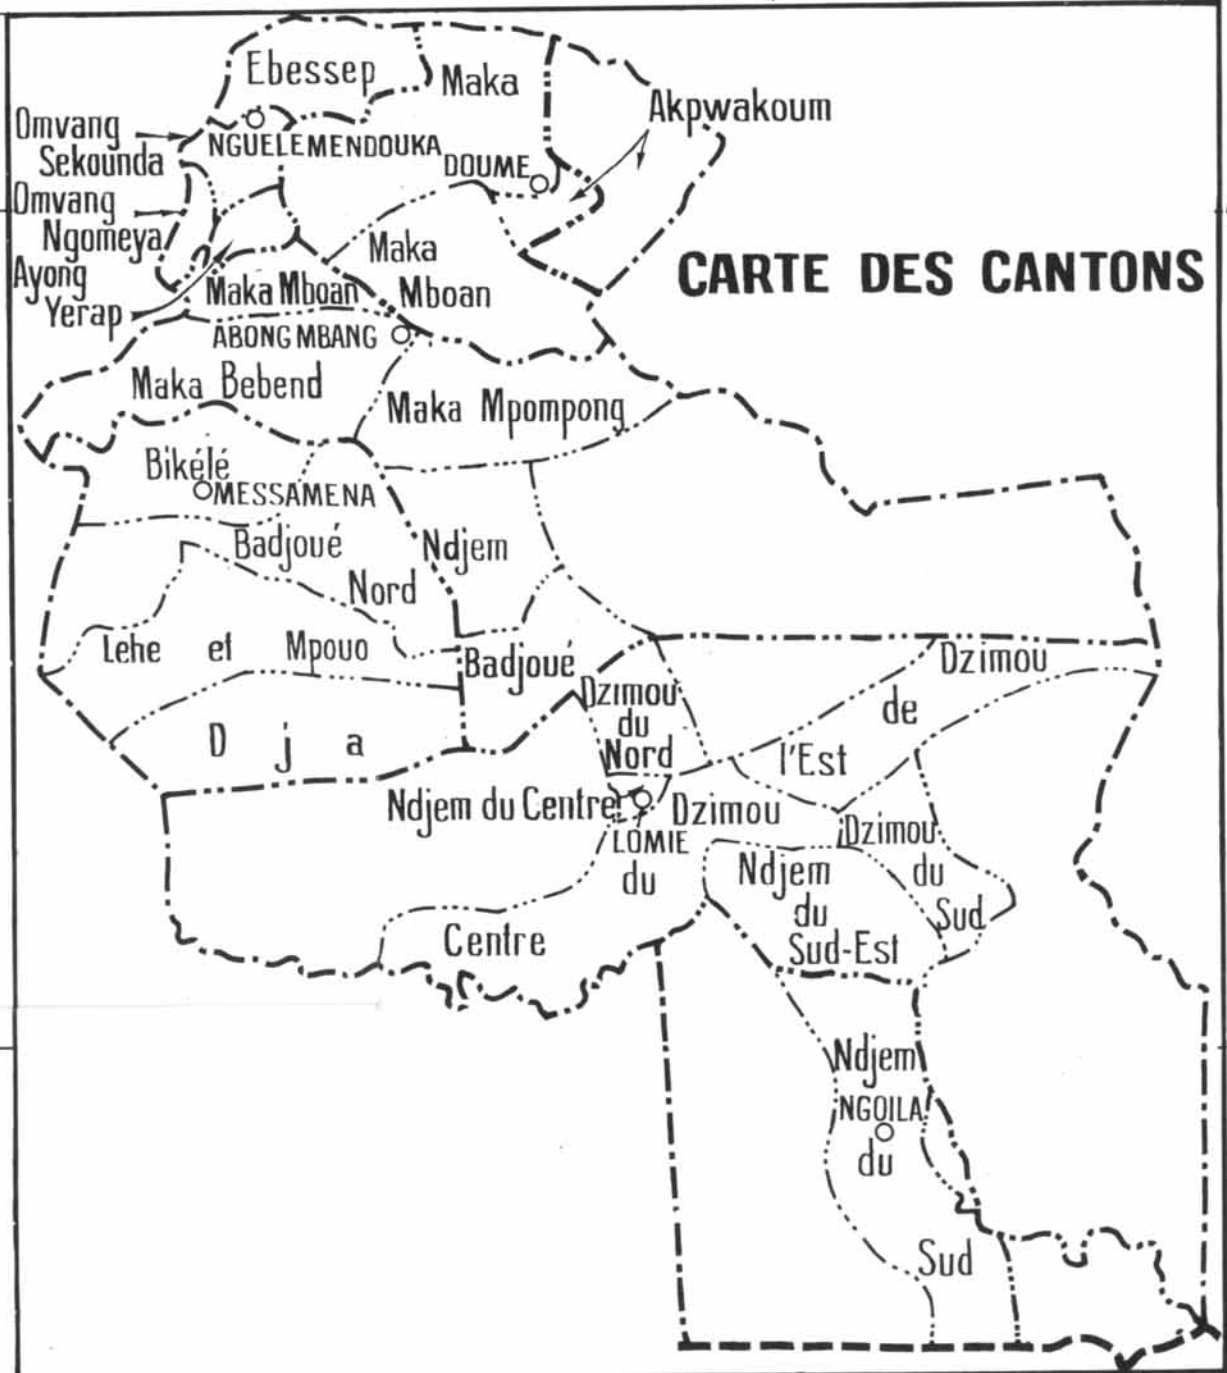 Ebessep
Maka
Akpwakoum
Omvang
Sekounda
NGUELEMENDOUKA
DOUME
Omvang
Ngomeya
Maka
Mboan
CARTE DES CANTONS
Ayong
Yerap
Maka Mboan
ABONG MBANG
Maka Bebend
Maka Mpompong
Bikélé
MESSAMENA
Badjoué
Nord
Ndjem
Lehe et Mpouo
Badjoué
Dzimou
du
Nord
Dzimou
de
l'Est
Dja
Ndjem du Centre
LOMIE
Dzimou
du
Centre
Dzimou
du
Sud
Ndjem
du
Sud-Est
Ndjem
NGOILA
du
Sud